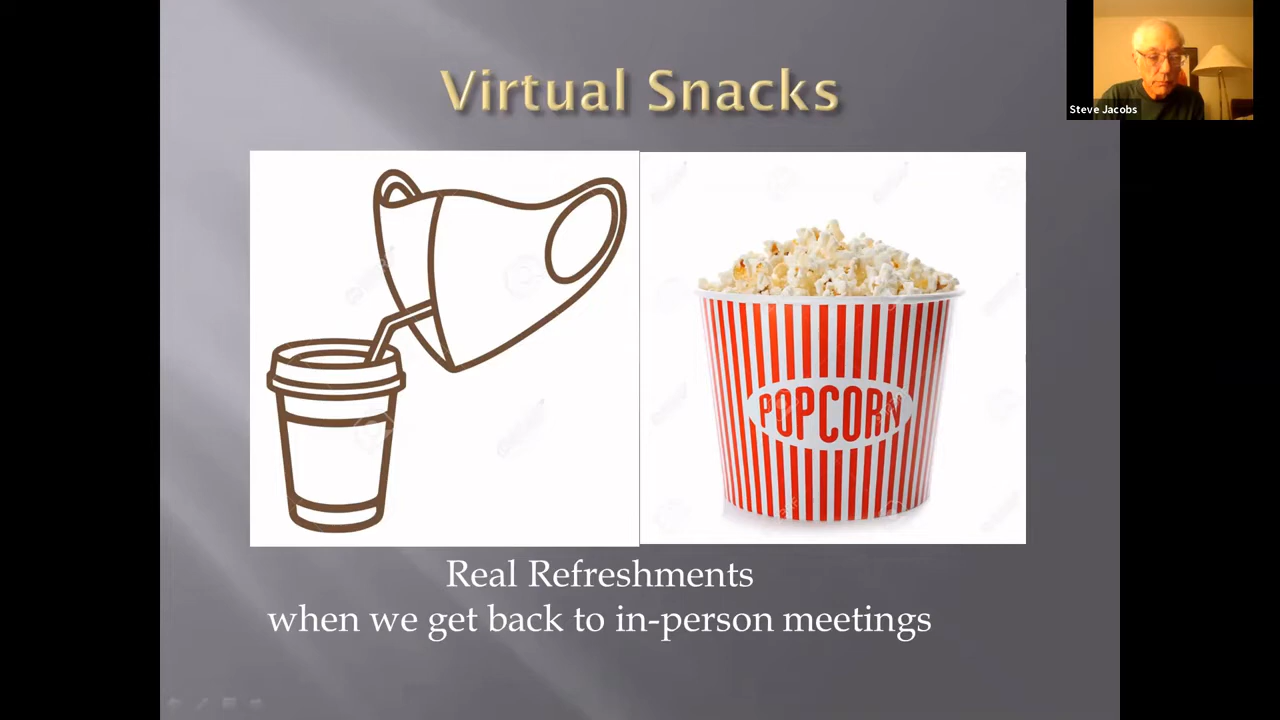 Virtual Snacks
Steve Jacobs
POPCORN
Real Refreshments
when we get back to in-person meetings